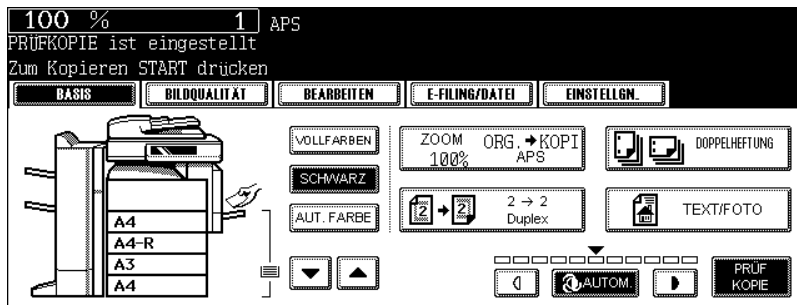 100 % 1 APS
PRÜFKOPIE ist eingestellt
Zum Kopieren START drücken
BASIS BILDQUALITÄT BEARBEITEN E-FILING/DATEI EINSTELLGN.
VOLLFARBEN
SCHWARZ
AUT. FARBE
ZOOM ORG.➔KOPI
100% APS
DOPPELHEFTUNG
2 ➔ 2
2 → 2
Duplex
TEXT/FOTO
A4
A4-R
A3
A4
AUTOM.
PRÜF
KOPIE